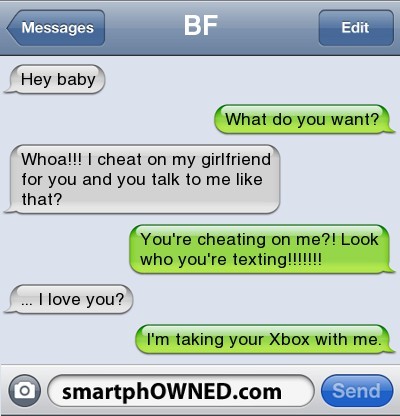 Messages
BF
Edit
Hey baby
What do you want?
Whoa!!! I cheat on my girlfriend
for you and you talk to me like
that?
You're cheating on me?! Look
who you're texting!!!!!!!
... I love you?
I'm taking your Xbox with me.
smartphOWNED.com
Send